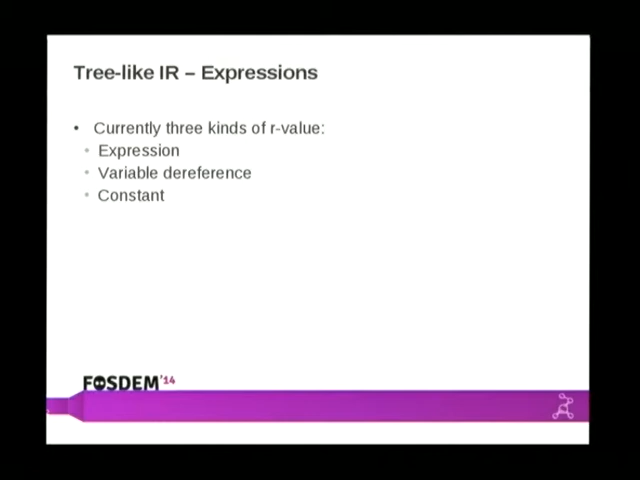 Tree-like IR – Expressions
• Currently three kinds of r-value:
• Expression
• Variable dereference
• Constant
FOSDEM'14